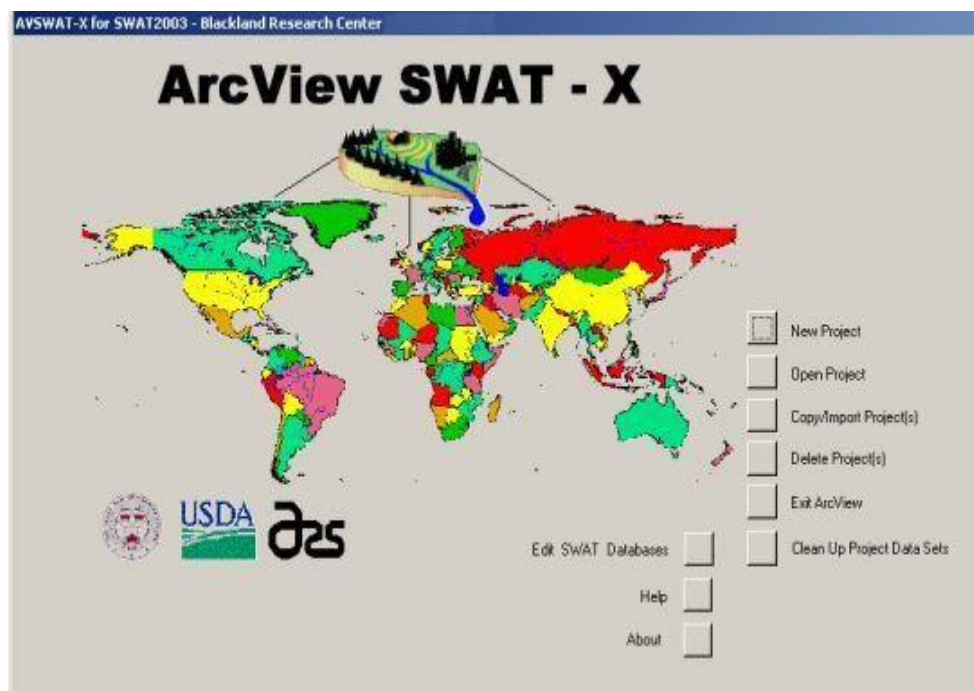 AVSWAT-X for SWAT2003 - Blackland Research Center
ArcView SWAT - X
New Project
Open Project
Copy/Import Project(s)
Delete Project(s)
Exit ArcView
Clean Up Project Data Sets
USDA
Edit SWAT Databases
Help
About